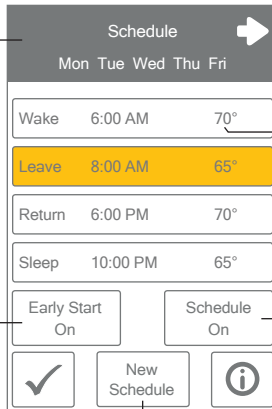 Schedule
Mon Tue Wed Thu Fri
Wake 6:00 AM 70°
Leave 8:00 AM 65°
Return 6:00 PM 70°
Sleep 10:00 PM 65°
Early Start Schedule
On On
New
Schedule